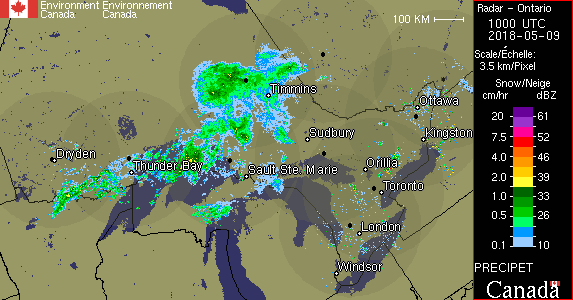 Environment Environnement
Canada Canada
100 KM
Radar - Ontario
1000 UTC
2018-05-09
Scale/Échelle:
3.5 km/Pixel
Snow/Neige
cm/hr dBZ
20 61
7.5 52
4.0 46
2.0 39
1.0 33
0.5 26
0.1 10
PRECIPET
Canada
Timmins
Ottawa
Sudbury
Kingston
Dryden
Thunder Bay
Sault Ste. Marie
Orillia
Toronto
London
Windsor